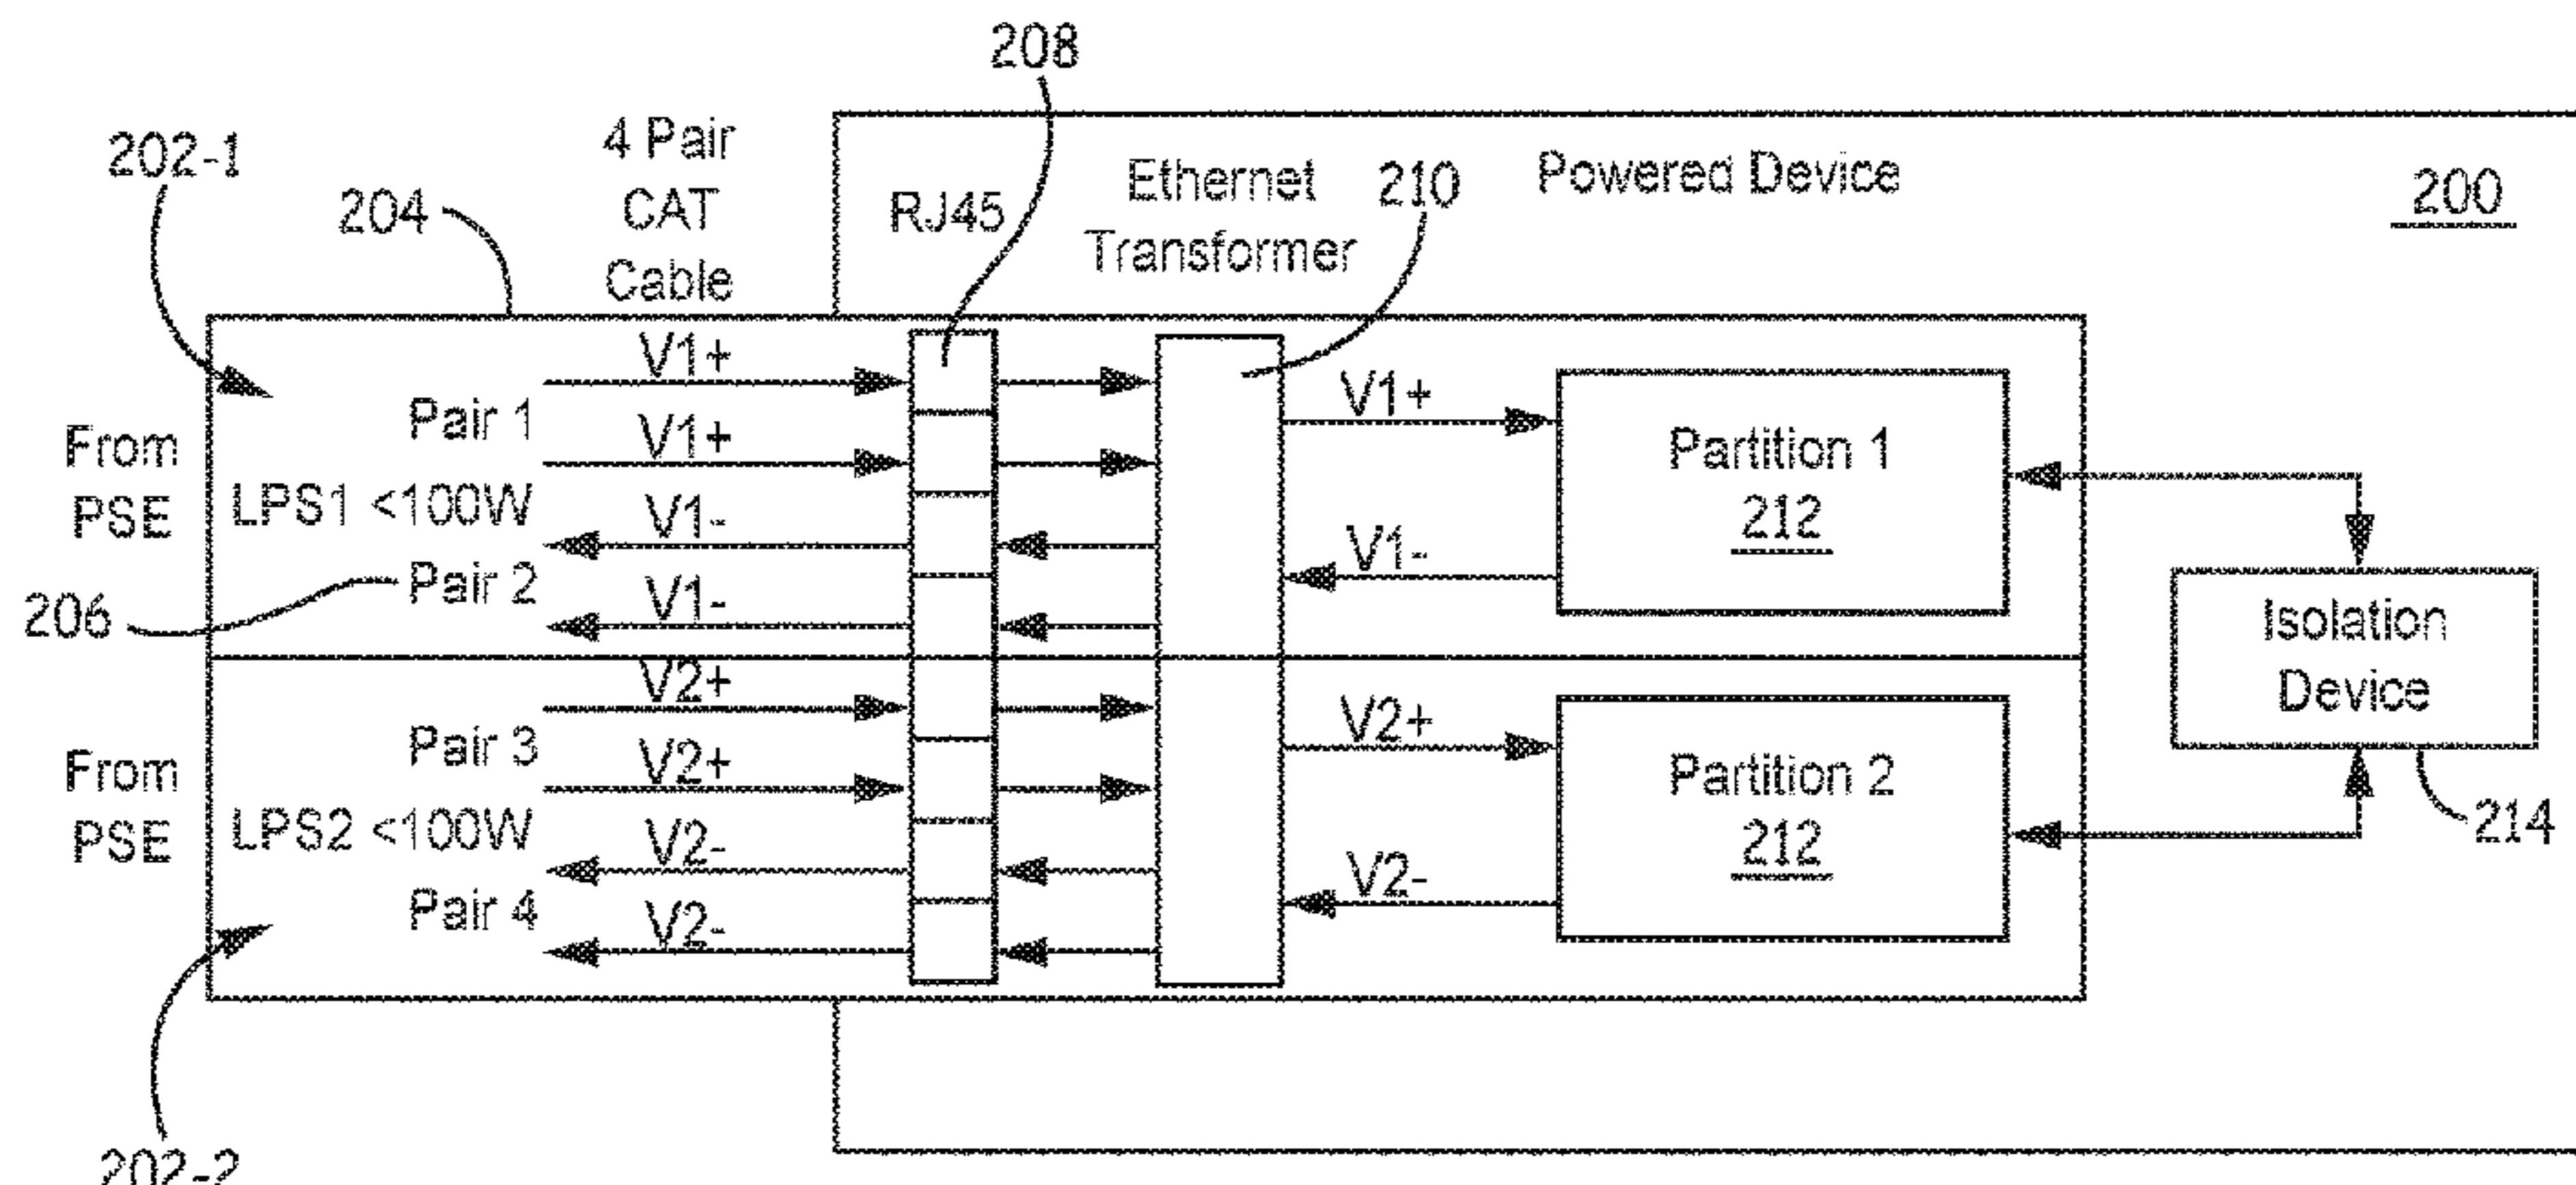 208
202-1
204
4 Pair
CAT
Cable
RJ45
Ethernet
Transformer
210
Powered Device
200
V1+
Pair 1
V1+
From
PSE
LPS1 <100W
V1-
206
Pair 2
V1-
V1+
V1-
Partition 1
212
V2+
Pair 3
V2+
From
PSE
LPS2 <100W
V2-
Pair 4
V2-
V2+
V2-
Partition 2
212
Isolation
Device
214
202-2